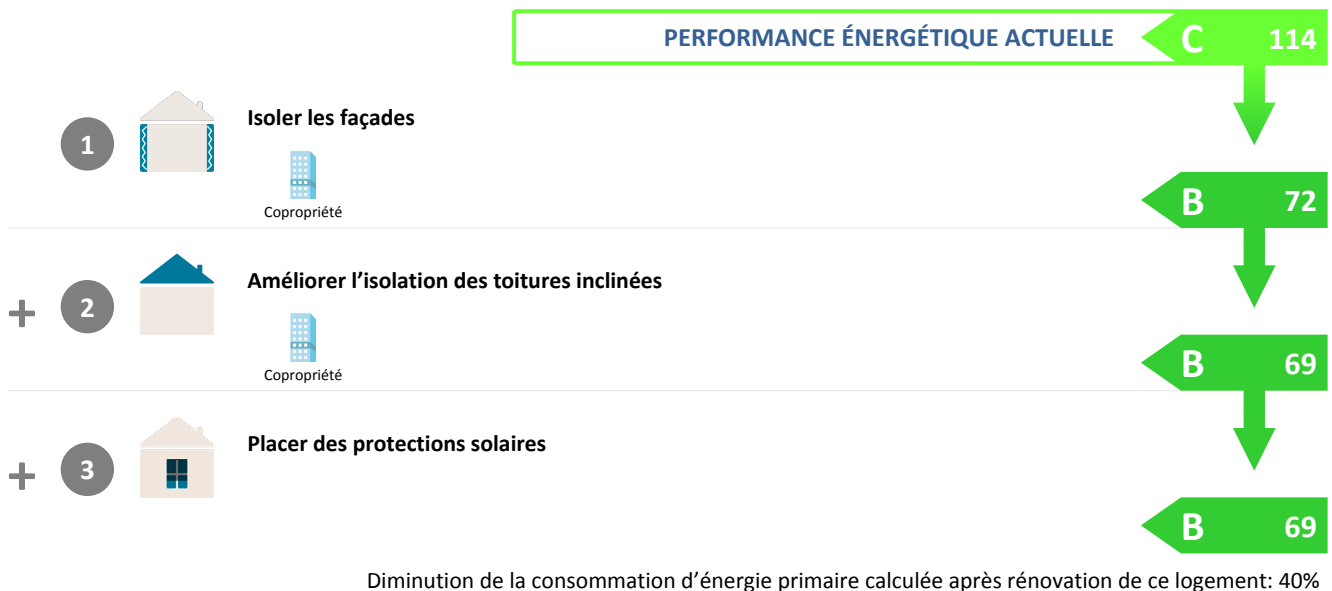 PERFORMANCE ÉNERGÉTIQUE ACTUELLE C 114
1 Isoler les façades
Copropriété
B 72
+ 2 Améliorer l’isolation des toitures inclinées
Copropriété
B 69
+ 3 Placer des protections solaires
B 69
Diminution de la consommation d’énergie primaire calculée après rénovation de ce logement: 40%